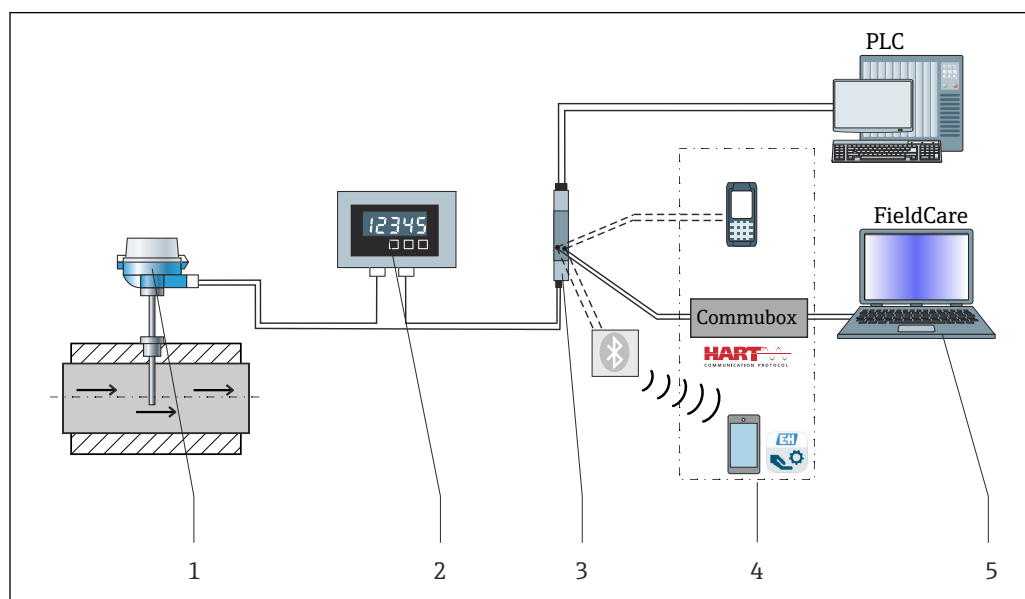 PLC
FieldCare
12345
Commubox
HART
COMMUNICATION PROTOCOL
E+H
1
2
3
4
5